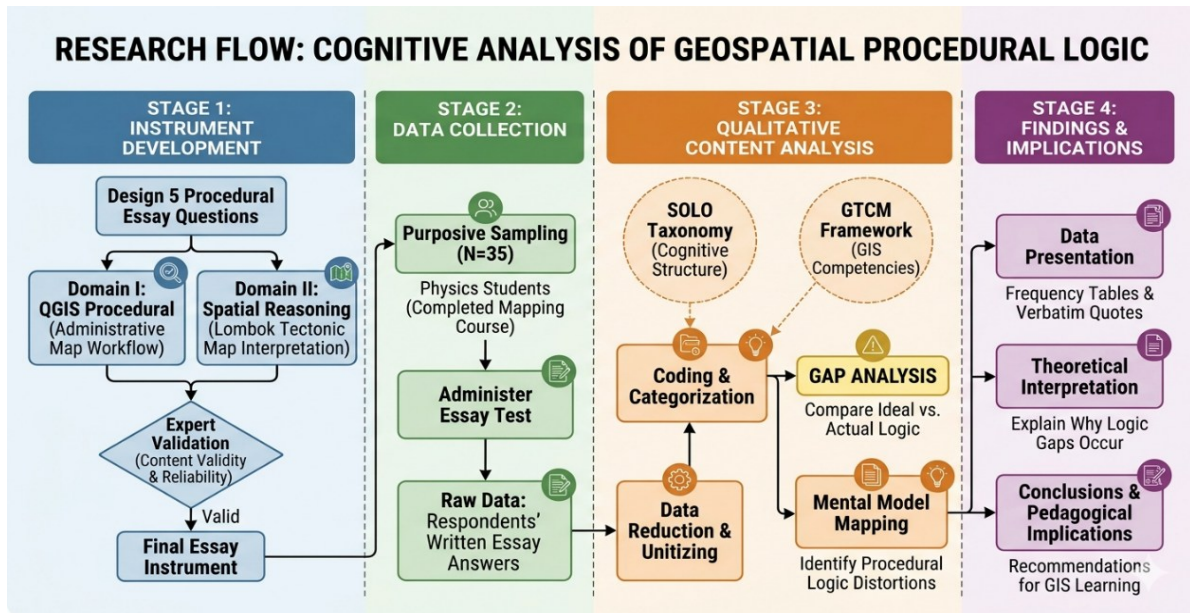 RESEARCH FLOW: COGNITIVE ANALYSIS OF GEOSPATIAL PROCEDURAL LOGIC
STAGE 1:
INSTRUMENT
DEVELOPMENT
Design 5 Procedural
Essay Questions
Domain I:
QGIS Procedural
(Administrative
Map Workflow)
Domain II:
Spatial Reasoning
(Lombok Tectonic
Map Interpretation)
Expert
Validation
(Content Validity
& Reliability)
Valid
Final Essay
Instrument
STAGE 2:
DATA COLLECTION
Purposive Sampling
(N=35)
Physics Students
(Completed Mapping
Course)
Administer
Essay Test
Raw Data:
Respondents'
Written Essay
Answers
STAGE 3:
QUALITATIVE
CONTENT ANALYSIS
SOLO
Taxonomy
(Cognitive
Structure)
GTCM
Framework
(GIS
Competencies)
Coding &
Categorization
GAP ANALYSIS
Compare Ideal vs.
Actual Logic
Data
Reduction &
Unitizing
Mental Model
Mapping
Identify Procedural
Logic Distortions
STAGE 4:
FINDINGS &
IMPLICATIONS
Data
Presentation
Frequency Tables &
Verbatim Quotes
Theoretical
Interpretation
Explain Why Logic
Gaps Occur
Conclusions &
Pedagogical
Implications
Recommendations
for GIS Learning